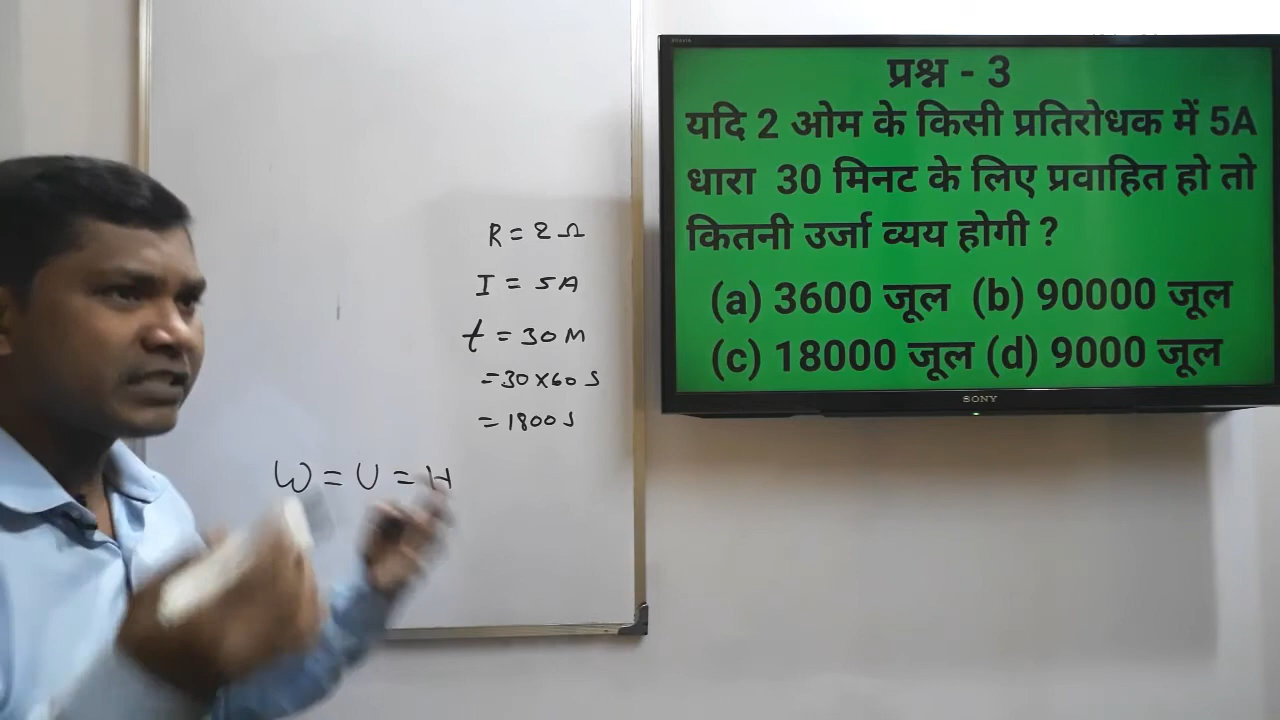 R = 2 Ω
I = 5A
t = 30 M
= 30×60 S
= 1800 S
W = U = H
प्रश्न - 3
यदि 2 ओम के किसी प्रतिरोधक में 5A
धारा 30 मिनट के लिए प्रवाहित हो तो
कितनी उर्जा व्यय होगी ?
(a) 3600 जूल (b) 90000 जूल
(c) 18000 जूल (d) 9000 जूल
SONY